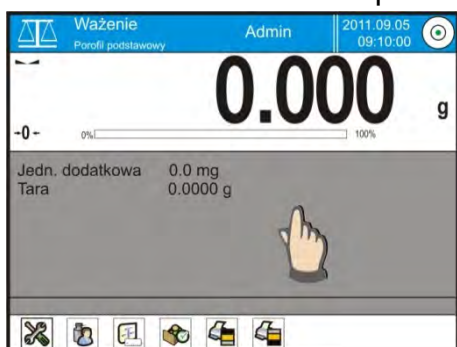 Ważenie
Porofil podstawowy
Admin
2011.09.05
09:10:00
0.000
g
-0-
0%
100%
Jedn. dodatkowa 0.0 mg
Tara 0.0000 g